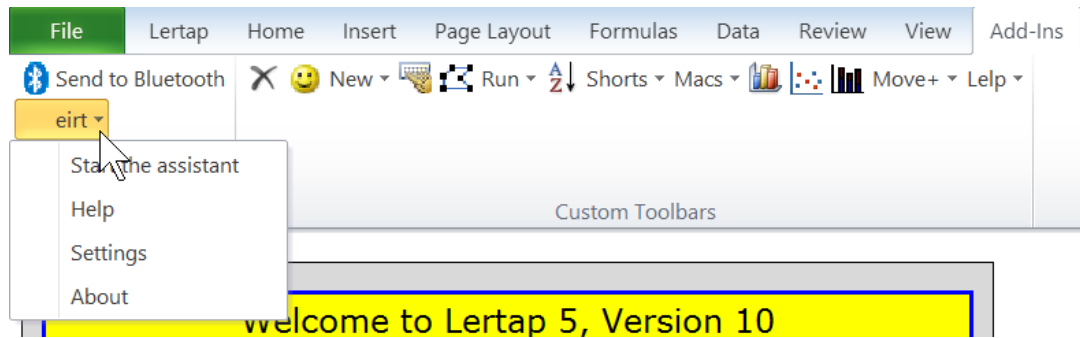 File Lertap Home Insert Page Layout Formulas Data Review View Add-Ins
Send to Bluetooth New Run Shorts Macs Move+ Lelp
eirt
Start the assistant
Help
Settings
About
Custom Toolbars
Welcome to Lertap 5, Version 10